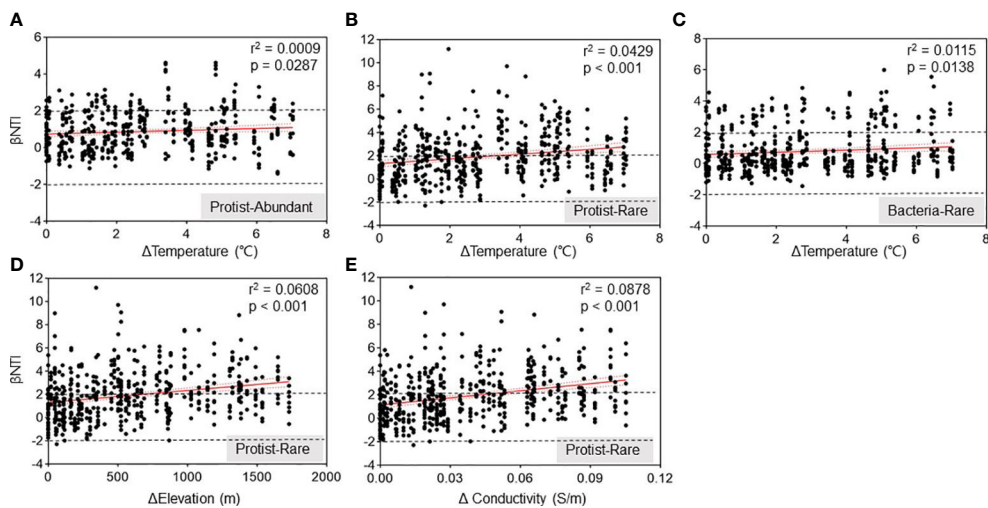 A
B
C
6
r² = 0.0009
p = 0.0287
4
2
βNTI
0
-2
-4
Protist-Abundant
0 2 4 6 8
ΔTemperature (℃)
12
r² = 0.0429
p < 0.001
10
8
6
4
2
0
-2
-4
Protist-Rare
0 2 4 6 8
ΔTemperature (℃)
8
r² = 0.0115
p = 0.0138
6
4
2
0
-2
-4
Bacteria-Rare
0 2 4 6 8
ΔTemperature (℃)
D
E
12
r² = 0.0608
p < 0.001
10
8
βNTI
6
4
2
0
-2
-4
Protist-Rare
0 500 1000 1500 2000
ΔElevation (m)
12
r² = 0.0878
p < 0.001
10
8
6
4
2
0
-2
-4
Protist-Rare
0.00 0.03 0.06 0.09 0.12
Δ Conductivity (S/m)